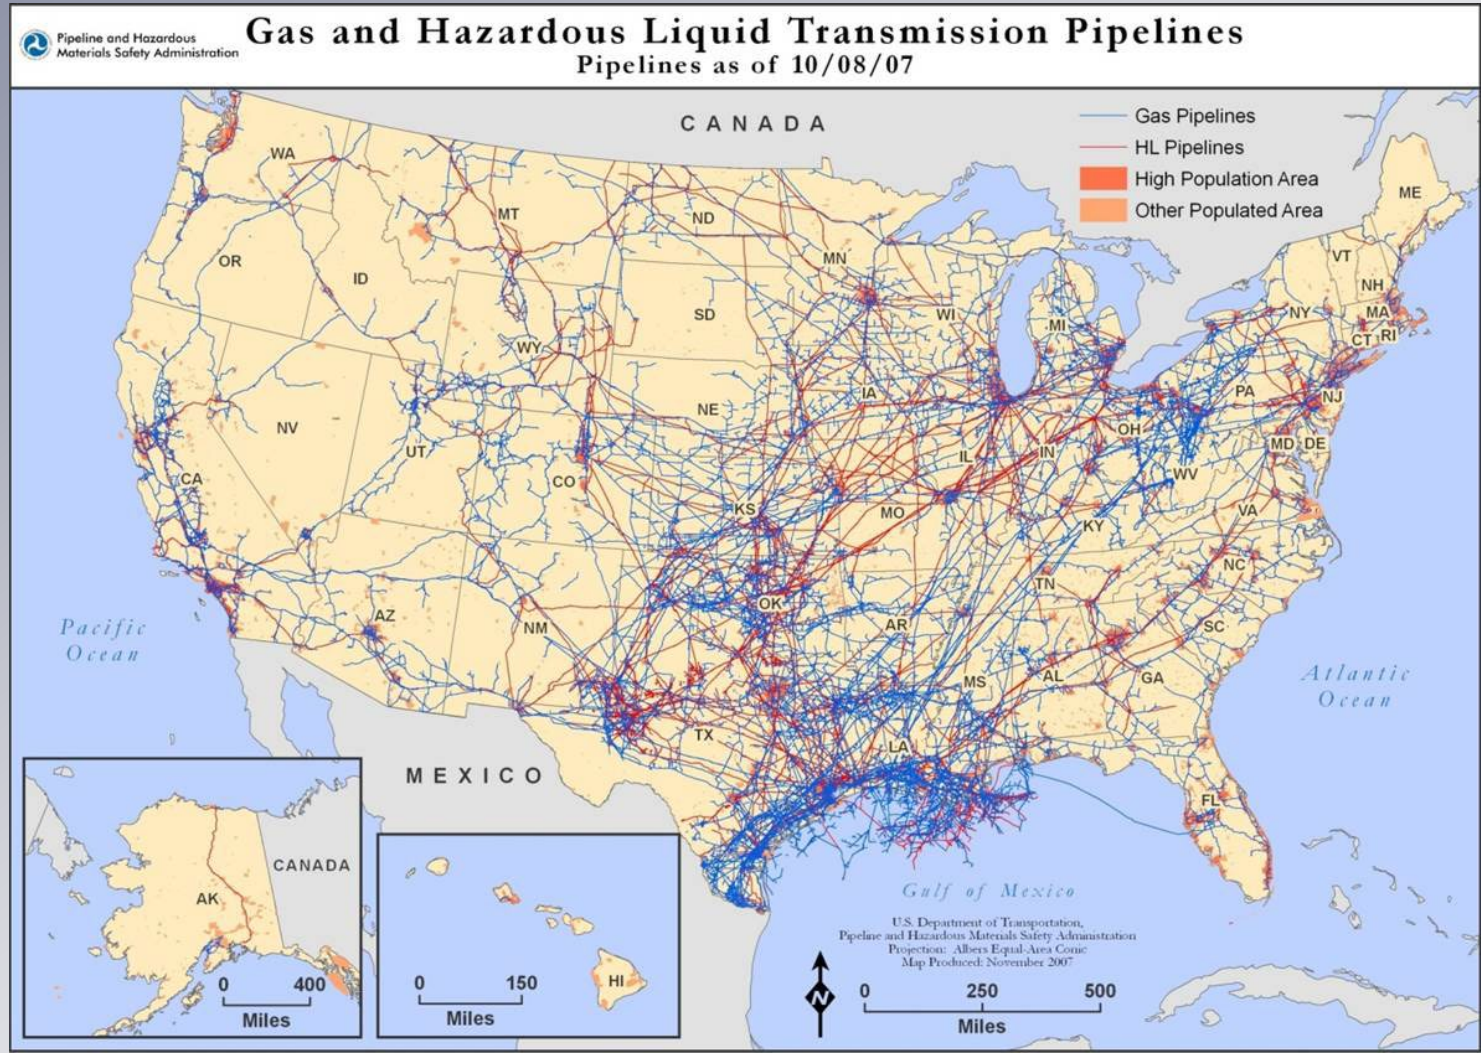 Pipeline and Hazardous
Materials Safety Administration
Gas and Hazardous Liquid Transmission Pipelines
Pipelines as of 10/08/07
CANADA
Gas Pipelines
HL Pipelines
High Population Area
Other Populated Area
WA
MT
ND
MN
ME
VT
NH
OR
ID
SD
WI
MI
NY
MA
CT
RI
WY
NE
IA
PA
NJ
NV
UT
CO
IL
IN
OH
MD
DE
CA
KS
MO
KY
WV
VA
AZ
NM
OK
AR
TN
NC
SC
Pacific
Ocean
Atlantic
Ocean
TX
LA
MS
AL
GA
FL
MEXICO
Gulf of Mexico
CANADA
AK
0
400
Miles
HI
0
150
Miles
U.S. Department of Transportation,
Pipeline and Hazardous Materials Safety Administration
Projection: Albers Equal-Area Conic
Map Produced: November 2007
N
0
250
500
Miles